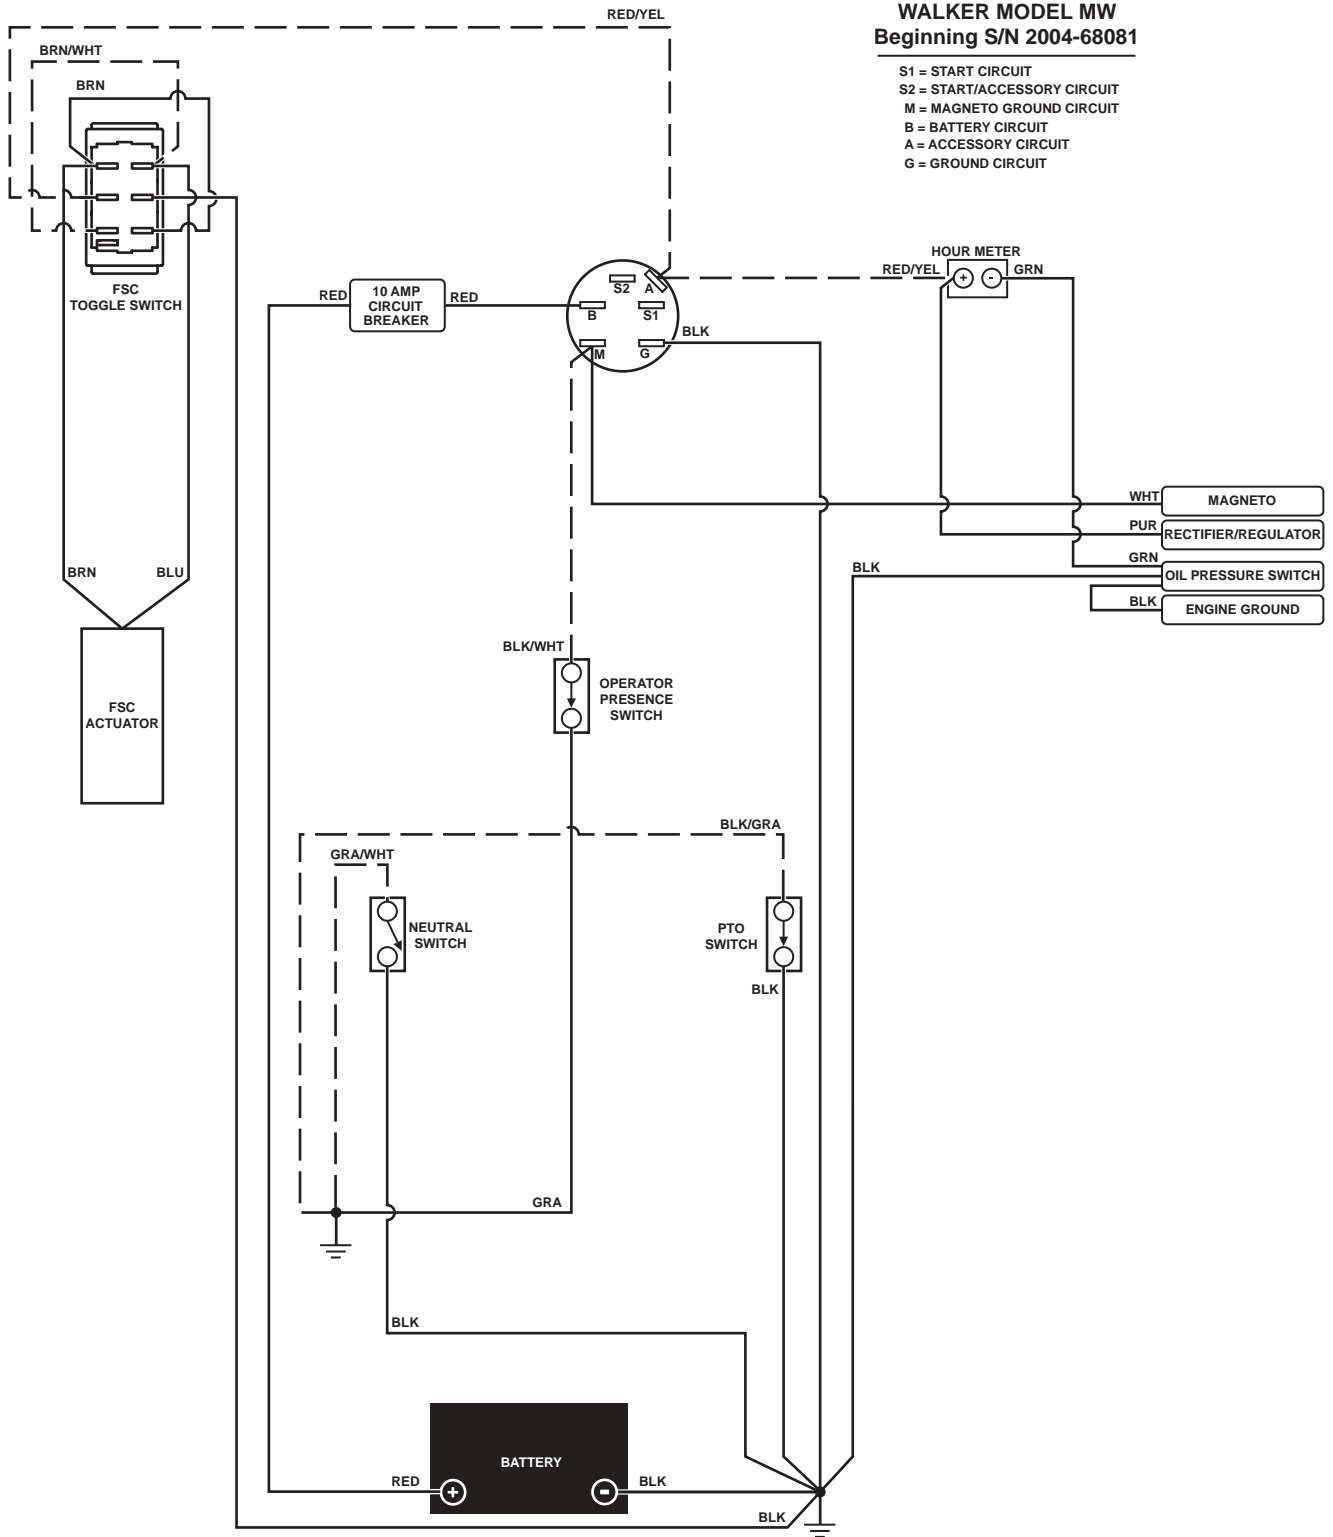 RED/YEL
WALKER MODEL MW
Beginning S/N 2004-68081
S1 = START CIRCUIT
S2 = START/ACCESSORY CIRCUIT
M = MAGNETO GROUND CIRCUIT
B = BATTERY CIRCUIT
A = ACCESSORY CIRCUIT
G = GROUND CIRCUIT
BRN/WHT
BRN
FSC
TOGGLE SWITCH
RED
10 AMP
CIRCUIT
BREAKER
RED
S2
A
B
S1
M
G
BLK
HOUR METER
RED/YEL
+
-
GRN
WHT
MAGNETO
PUR
RECTIFIER/REGULATOR
GRN
BLK
OIL PRESSURE SWITCH
BLK
ENGINE GROUND
BRN
BLU
FSC
ACTUATOR
BLK/WHT
OPERATOR
PRESENCE
SWITCH
BLK/GRA
GRA/WHT
NEUTRAL
SWITCH
PTO
SWITCH
BLK
GRA
BLK
BATTERY
RED
+
-
BLK
BLK